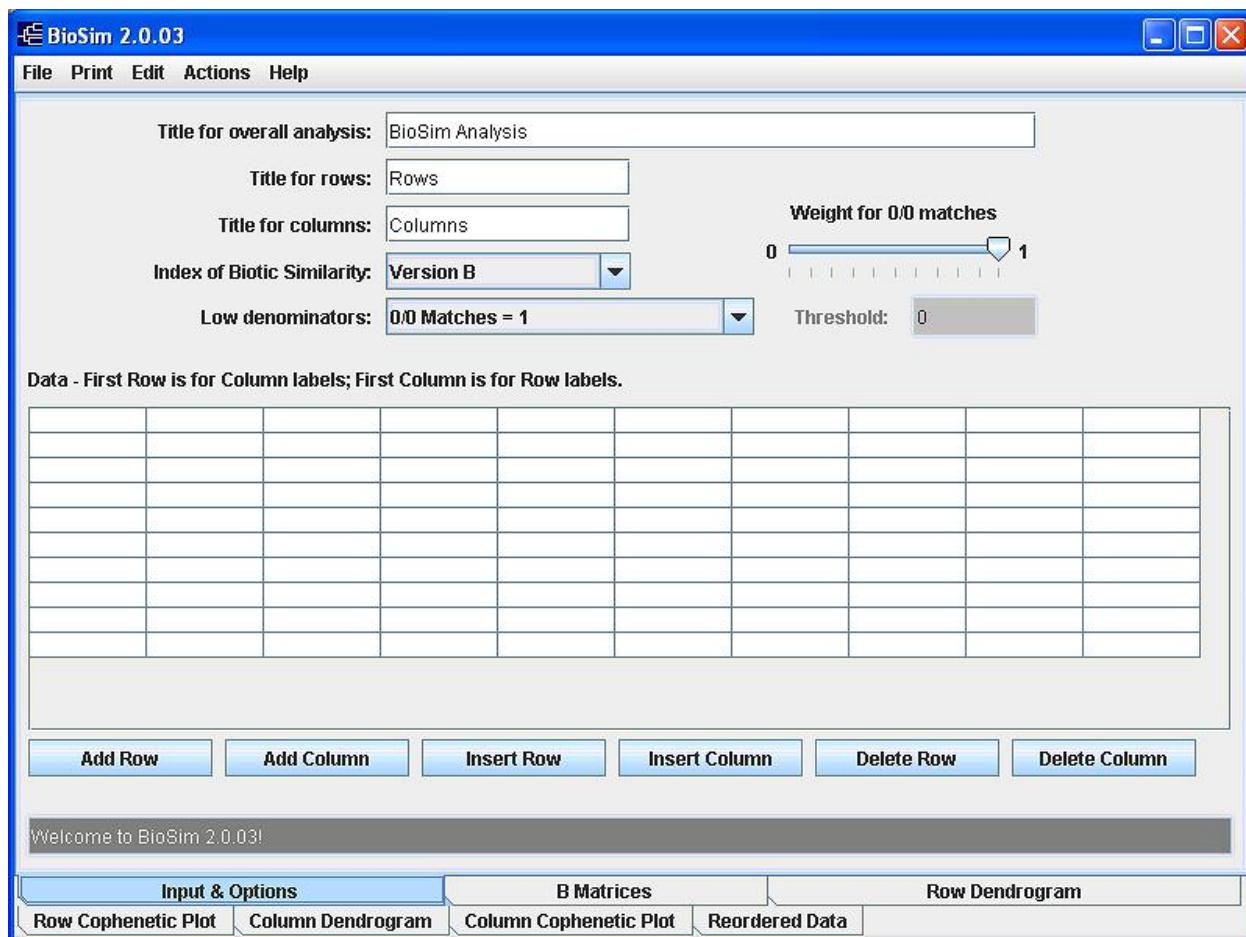 BioSim 2.0.03
File Print Edit Actions Help
Title for overall analysis: BioSim Analysis
Title for rows: Rows
Title for columns: Columns
Weight for 0/0 matches
0 1
Index of Biotic Similarity: Version B
Low denominators: 0/0 Matches = 1 Threshold: 0
Data - First Row is for Column labels; First Column is for Row labels.
Add Row Add Column Insert Row Insert Column Delete Row Delete Column
Welcome to BioSim 2.0.03!
Input & Options B Matrices Row Dendrogram
Row Cophenetic Plot Column Dendrogram Column Cophenetic Plot Reordered Data